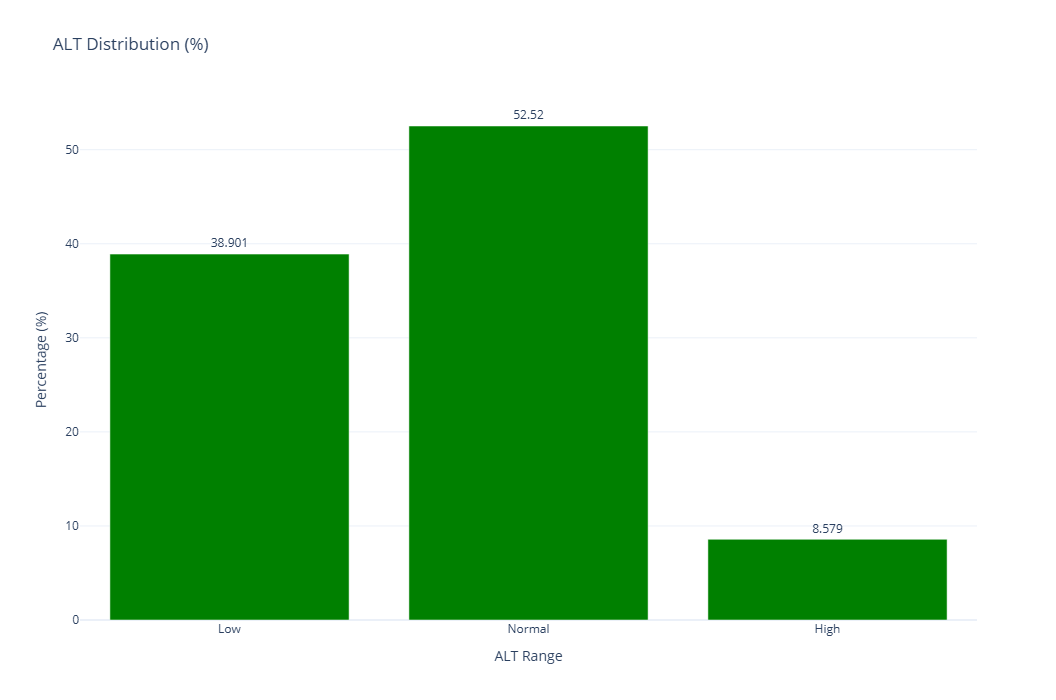 ALT Distribution (%)
52.52
50
38.901
40
Percentage (%)
30
20
10
8.579
0
Low
Normal
High
ALT Range